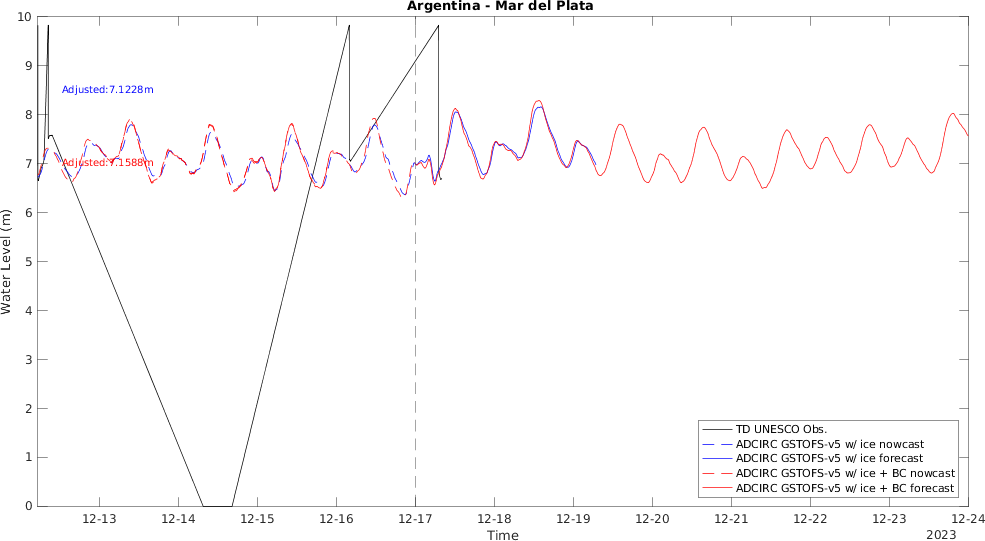 Argentina - Mar del Plata
10
9
8
7
6
5
4
3
2
1
0
Water Level (m)
Adjusted:7.1228m
Adjusted:7.1588m
TD UNESCO Obs.
ADCIRC GSTOFS-v5 w/ ice nowcast
ADCIRC GSTOFS-v5 w/ ice forecast
ADCIRC GSTOFS-v5 w/ ice + BC nowcast
ADCIRC GSTOFS-v5 w/ ice + BC forecast
12-13 12-14 12-15 12-16 12-17 12-18 12-19 12-20 12-21 12-22 12-23 12-24
Time
2023